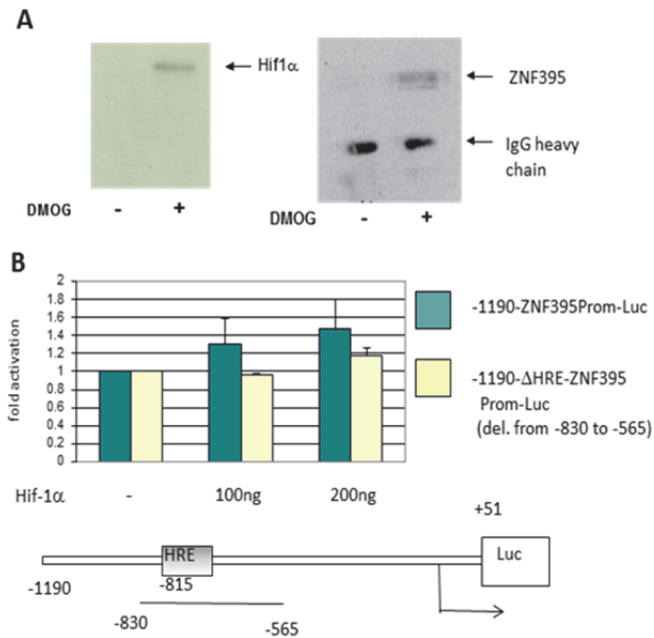 A
Hif1α
ZNF395
IgG heavy
chain
DMOG - +
DMOG - +
B
fold activation
2
1.8
1.6
1.4
1.2
1
0.8
0.6
0.4
0.2
0
-1190-ZNF395Prom-Luc
-1190-ΔHRE-ZNF395
Prom-Luc
(del. from -830 to -565)
Hif-1α - 100ng 200ng
+51
HRE
Luc
-1190
-815
-830
-565